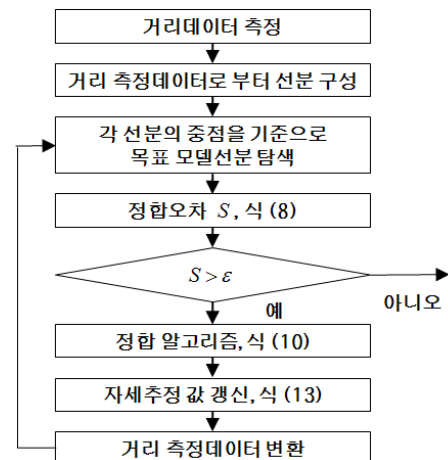 거리데이터 측정
거리 측정데이터로 부터 선분 구성
각 선분의 중점을 기준으로
목표 모델선분 탐색
정합오차 S, 식 (8)
S > ε
아니오
예
정합 알고리즘, 식 (10)
자세추정 값 갱신, 식 (13)
거리 측정데이터 변환